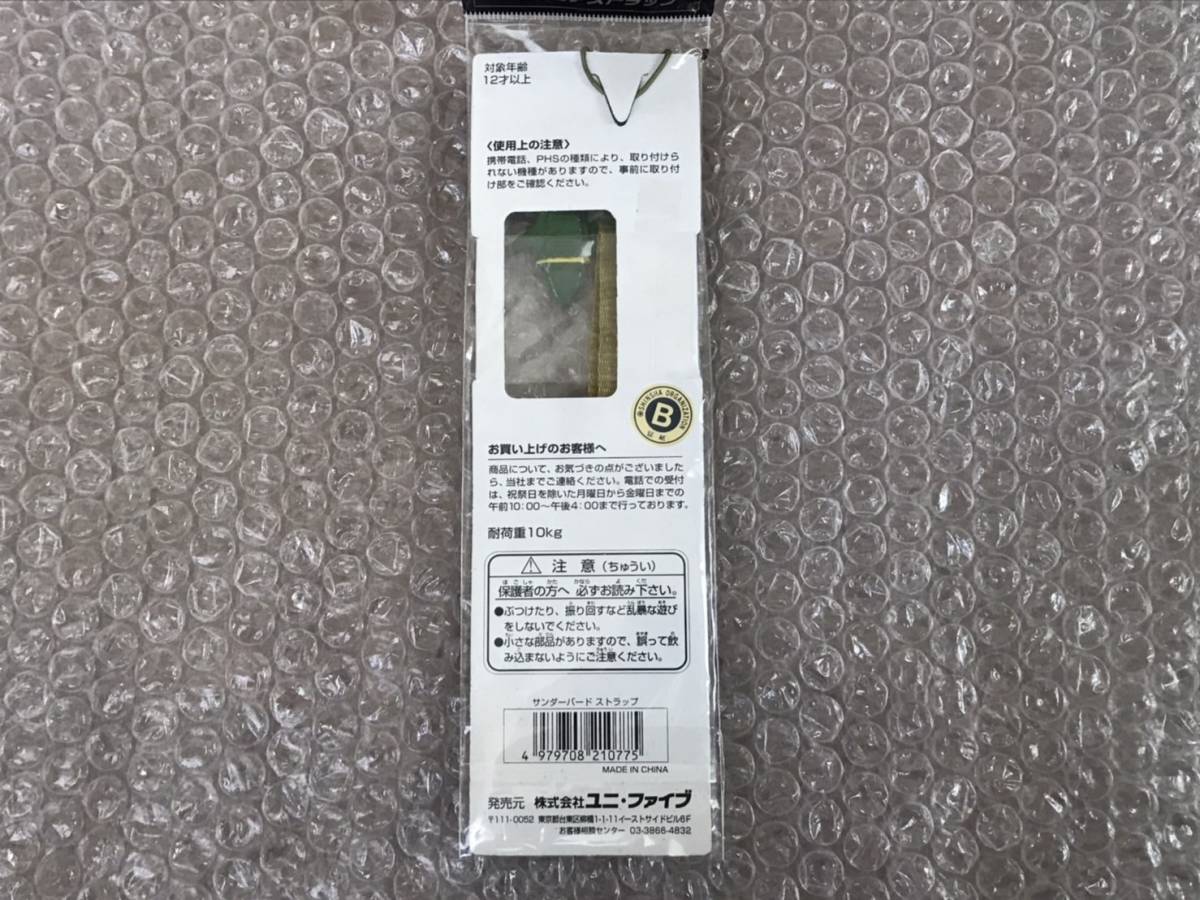 ストラップ
対象年齢
12才以上
〈使用上の注意〉
携帯電話、PHSの種類により、取り付けら
れない機種がありますので、事前に取り付
け部をご確認ください。
SHINSHA ORGANIZATION
B
お買い上げのお客様へ
商品について、お気づきの点がございました
ら、当社までご連絡ください。電話での受付
は、祝祭日を除いた月曜日から金曜日までの
午前10:00～午後4:00まで行っております。
耐荷重10kg
注 意（ちゅうい）
保護者の方へ 必ずお読み下さい。
●ぶつけたり、振り回すなど乱暴な遊び
をしないでください。
●小さな部品がありますので、誤って飲
み込まないようにご注意ください。
サンダーバード ストラップ
4 979708 210775
MADE IN CHINA
発売元 株式会社ユニ・ファイブ
〒111-0052 東京都台東区柳橋1-1-11イーストサイドビル6F
お客様相談センター 03-3866-4832